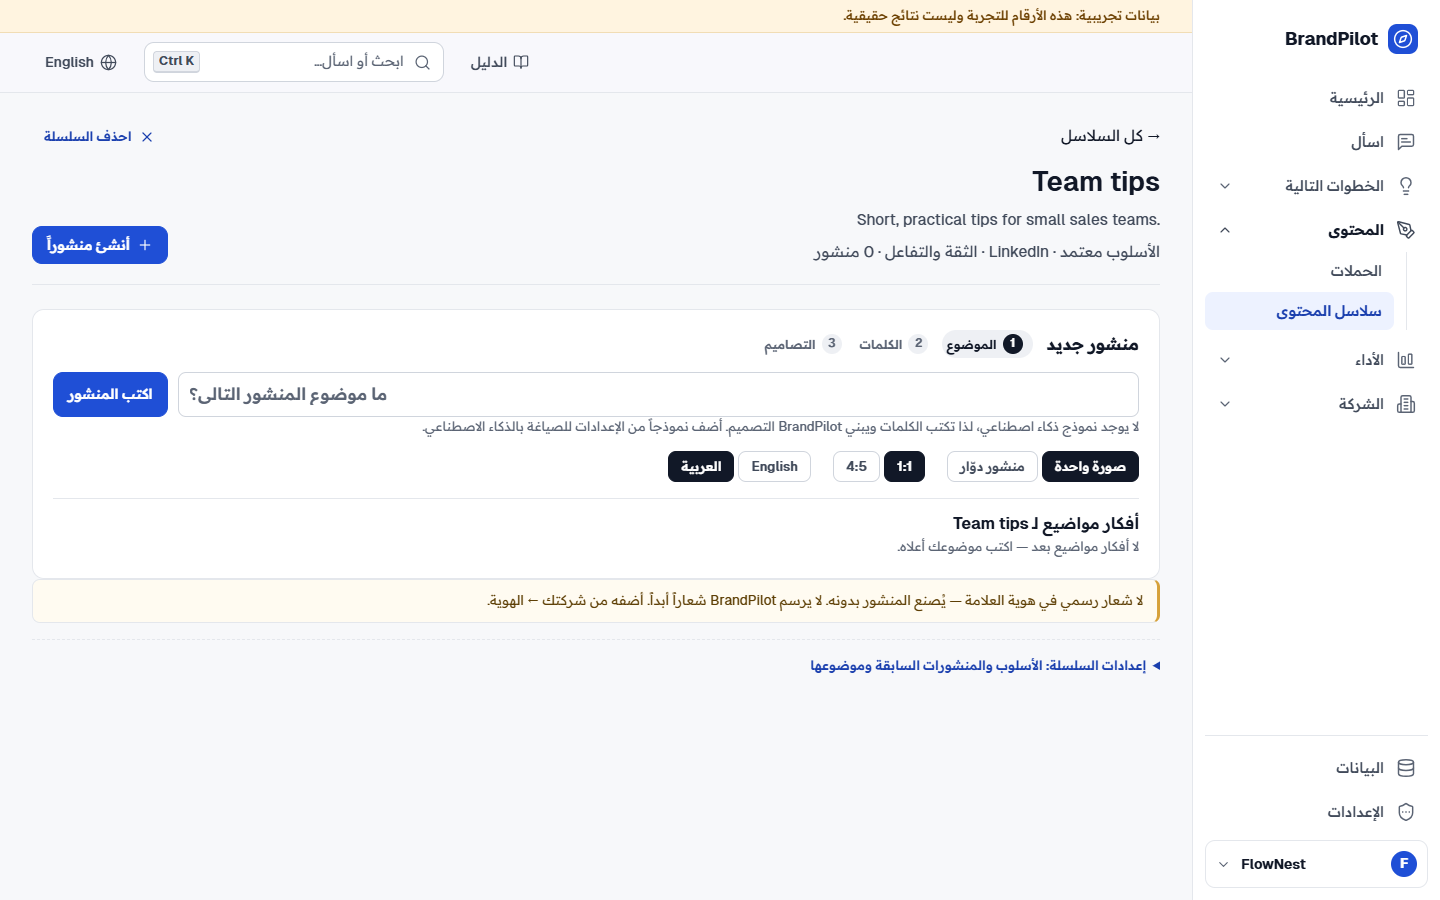 بيانات تجريبية: هذه الأرقام للتجربة وليست نتائج حقيقية.
BrandPilot
الرئيسية
اسأل
الخطوات التالية
المحتوى
الحملات
سلاسل المحتوى
الأداء
الشركة
البيانات
الإعدادات
F FlowNest
الدليل
ابحث أو اسأل...
Ctrl K
English
→ كل السلاسل
احذف السلسلة
Team tips
Short, practical tips for small sales teams.
الأسلوب معتمد · LinkedIn · الثقة والتفاعل · 0 منشور
أنشئ منشوراً
منشور جديد
1 الموضوع
2 الكلمات
3 التصاميم
ما موضوع المنشور التالي؟
اكتب المنشور
لا يوجد نموذج ذكاء اصطناعي، لذا تكتب الكلمات ويبني BrandPilot التصميم. أضف نموذجاً من الإعدادات للصياغة بالذكاء الاصطناعي.
صورة واحدة
منشور دوّار
1:1
4:5
English
العربية
أفكار مواضيع لـ Team tips
لا أفكار مواضيع بعد — اكتب موضوعك أعلاه.
لا شعار رسمي في هوية العلامة — يُصنع المنشور بدونه. لا يرسم BrandPilot شعاراً أبداً. أضفه من شركتك ← الهوية.
إعدادات السلسلة: الأسلوب والمنشورات السابقة وموضوعها